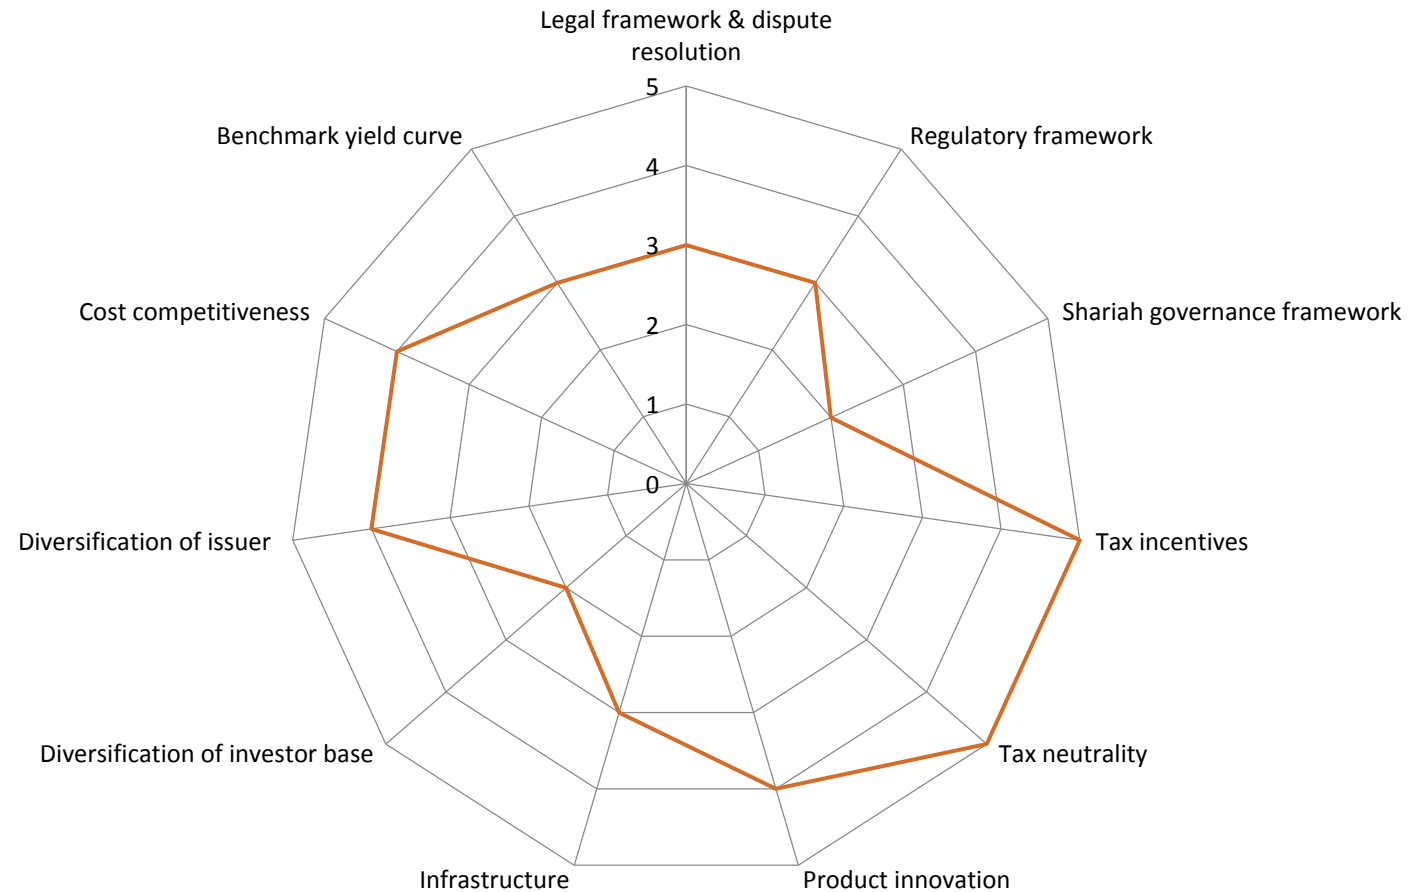 Legal framework & dispute
resolution
5
Benchmark yield curve
Regulatory framework
4
3
Cost competitiveness
Shariah governance framework
2
1
0
Diversification of issuer
Tax incentives
Diversification of investor base
Tax neutrality
Infrastructure
Product innovation